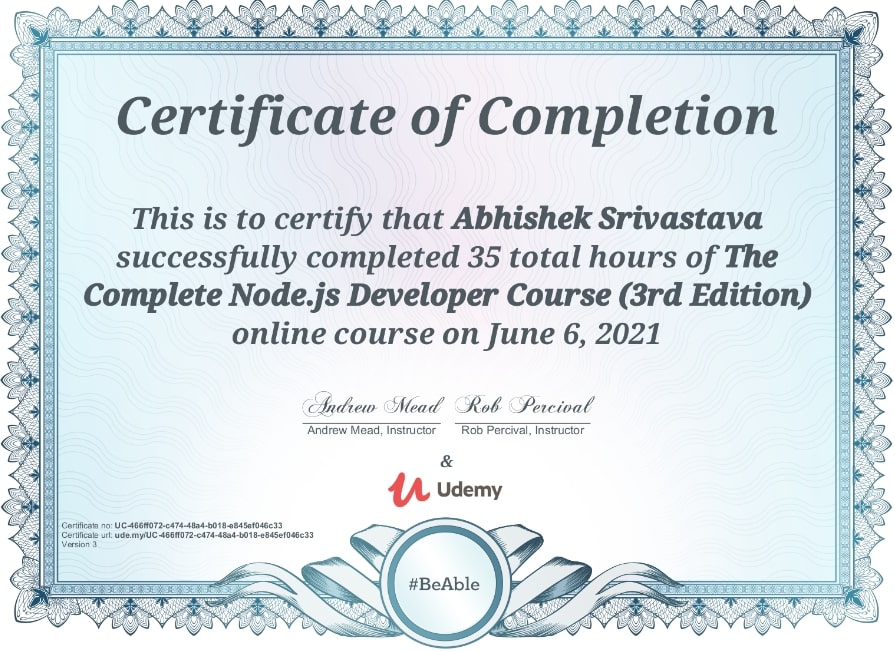 Certificate of Completion
This is to certify that Abhishek Srivastava
successfully completed 35 total hours of The
Complete Node.js Developer Course (3rd Edition)
online course on June 6, 2021
Andrew Mead Rob Percival
Andrew Mead, Instructor Rob Percival, Instructor
&
Udemy
Certificate no: UC-466ff072-c474-48a4-b018-e845ef046c33
Certificate url: ude.my/UC-466ff072-c474-48a4-b018-e845ef046c33
Version 3
#BeAble